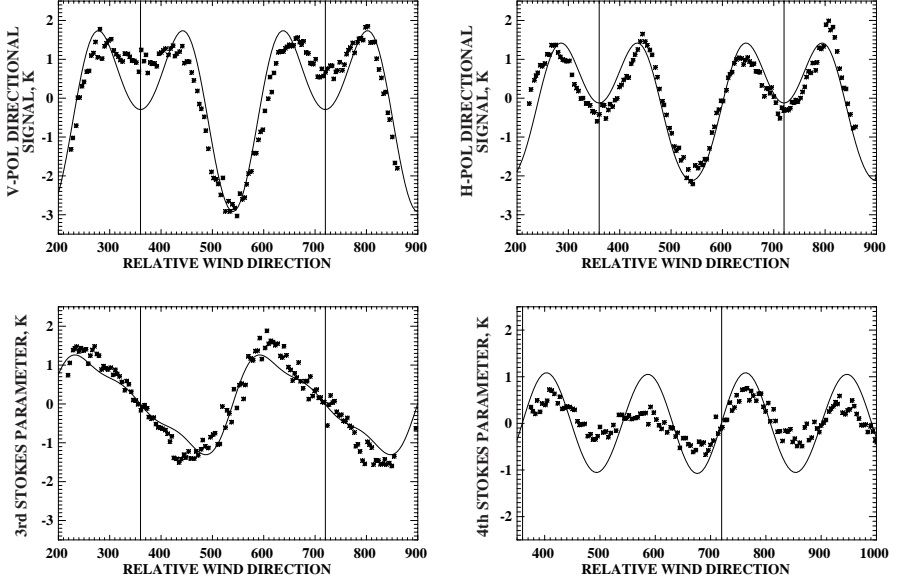 V-POL DIRECTIONAL
SIGNAL, K
2
1
0
-1
-2
-3
200 300 400 500 600 700 800 900
RELATIVE WIND DIRECTION
H-POL DIRECTIONAL
SIGNAL, K
2
1
0
-1
-2
-3
200 300 400 500 600 700 800 900
RELATIVE WIND DIRECTION
3rd STOKES PARAMETER, K
2
1
0
-1
-2
-3
200 300 400 500 600 700 800 900
RELATIVE WIND DIRECTION
4th STOKES PARAMETER, K
2
1
0
-1
-2
400 500 600 700 800 900 1000
RELATIVE WIND DIRECTION